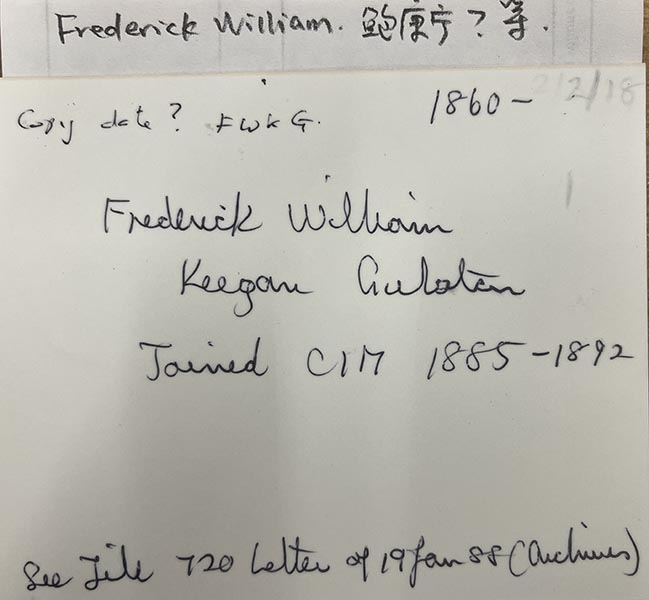 Frederick William. 鲍康宁？等.
Copy date? FWKG.
1860-
2/2/18
Frederick William
Keegan Gulston
Joined CIM 1885-1892
See File 720 Letter of 19 Jan 88 (Archives)